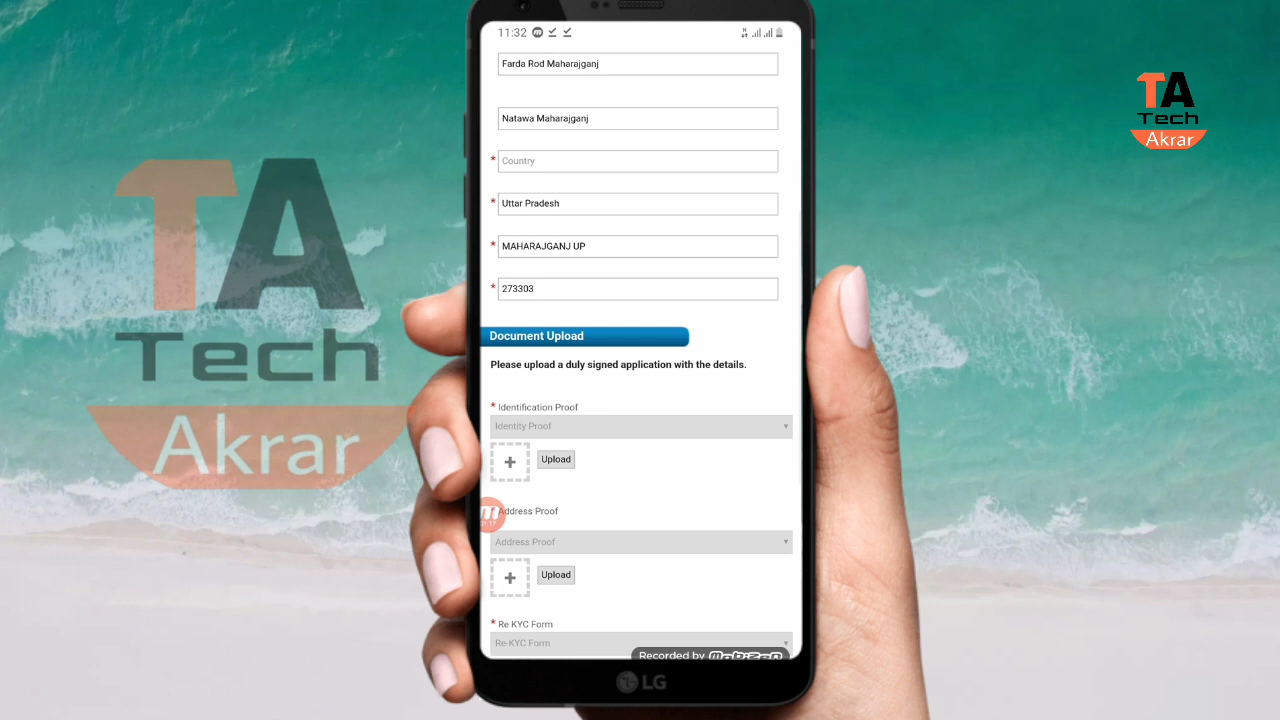 11:32
Farda Rod Maharajganj
Natawa Maharajganj
* Country
* Uttar Pradesh
* MAHARAJGANJ UP
* 273303
Document Upload
Please upload a duly signed application with the details.
* Identification Proof
Identity Proof
+ Upload
Address Proof
Address Proof
+ Upload
* Re KYC Form
Re-KYC Form
Recorded by mobizen
LG
TA
Tech
Akrar
TA
Tech
Akrar